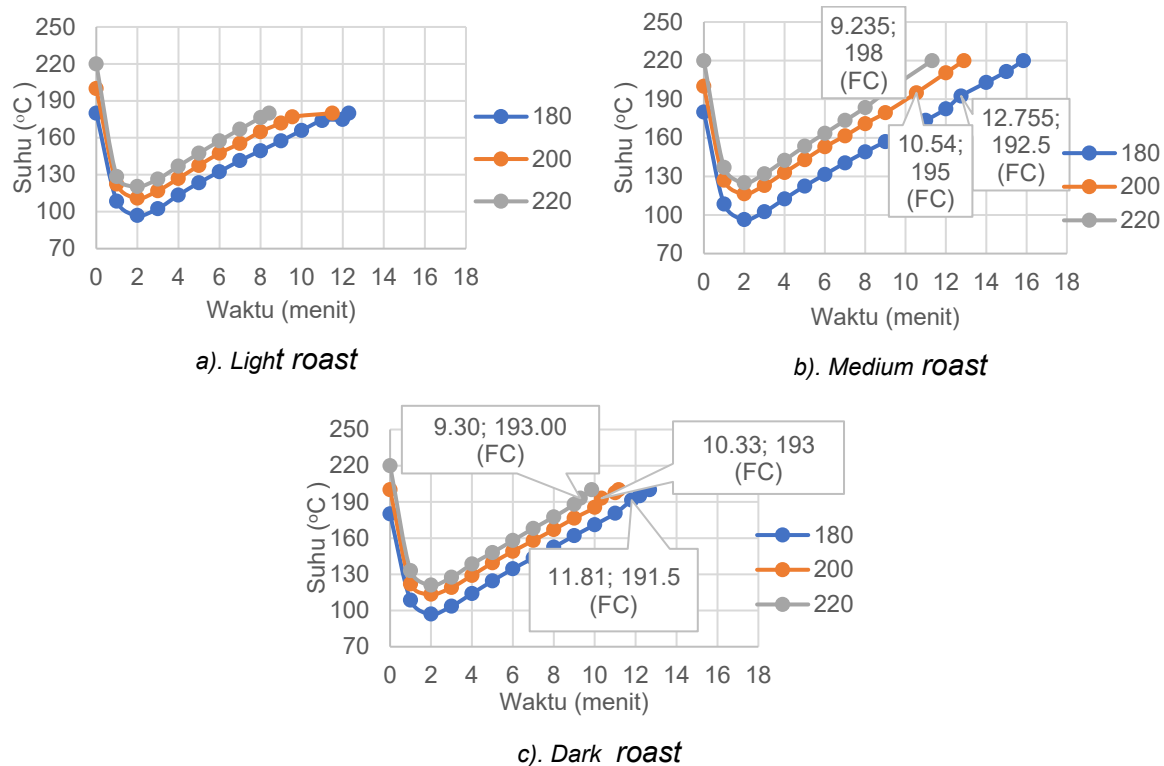 250
220
190
160
130
100
70
Suhu (°C)
0 2 4 6 8 10 12 14 16 18
Waktu (menit)
180
200
220
a). Light roast
250
220
190
160
130
100
70
Suhu (°C)
9.235;
198
(FC)
10.54;
195
(FC)
12.755;
192.5
(FC)
0 2 4 6 8 10 12 14 16 18
Waktu (menit)
180
200
220
b). Medium roast
250
220
190
160
130
100
70
Suhu (°C)
9.30; 193.00
(FC)
10.33; 193
(FC)
11.81; 191.5
(FC)
0 2 4 6 8 10 12 14 16 18
Waktu (menit)
180
200
220
c). Dark roast